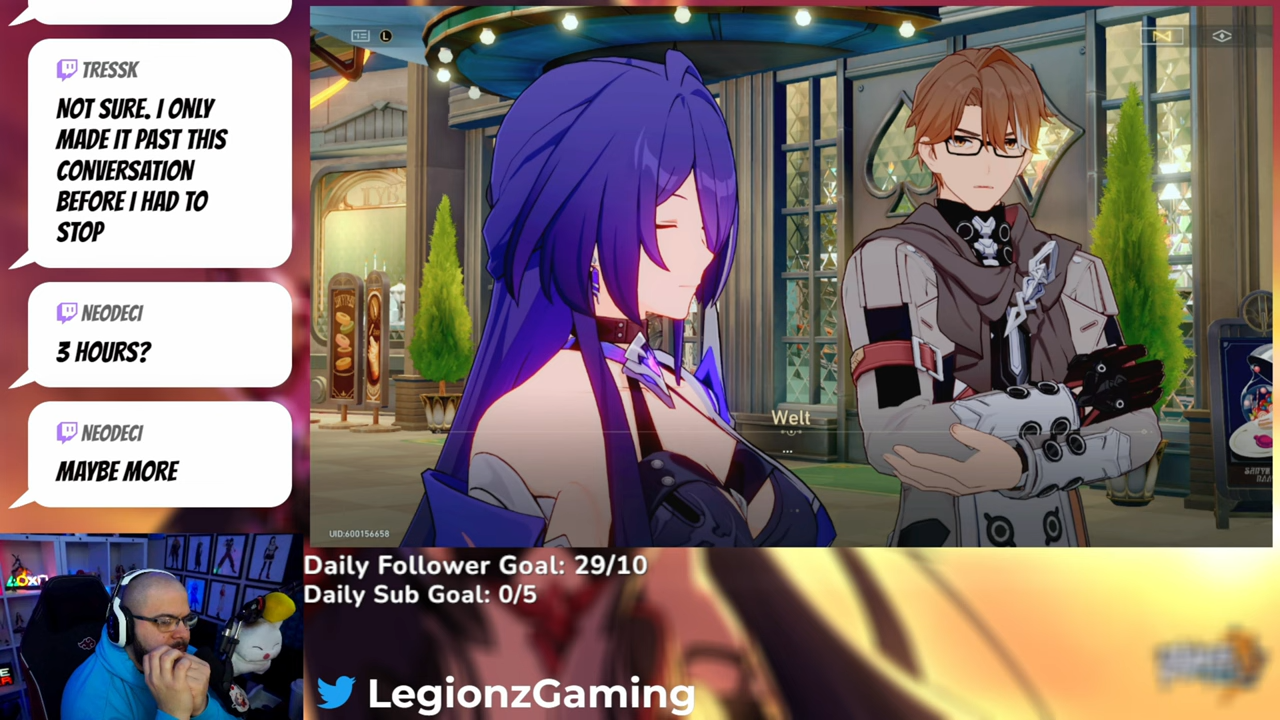 TRESSK
NOT SURE. I ONLY
MADE IT PAST THIS
CONVERSATION
BEFORE I HAD TO
STOP
NEODECI
3 HOURS?
NEODECI
MAYBE MORE
L
Welt
...
UID:600156658
Daily Follower Goal: 29/10
Daily Sub Goal: 0/5
LegionzGaming